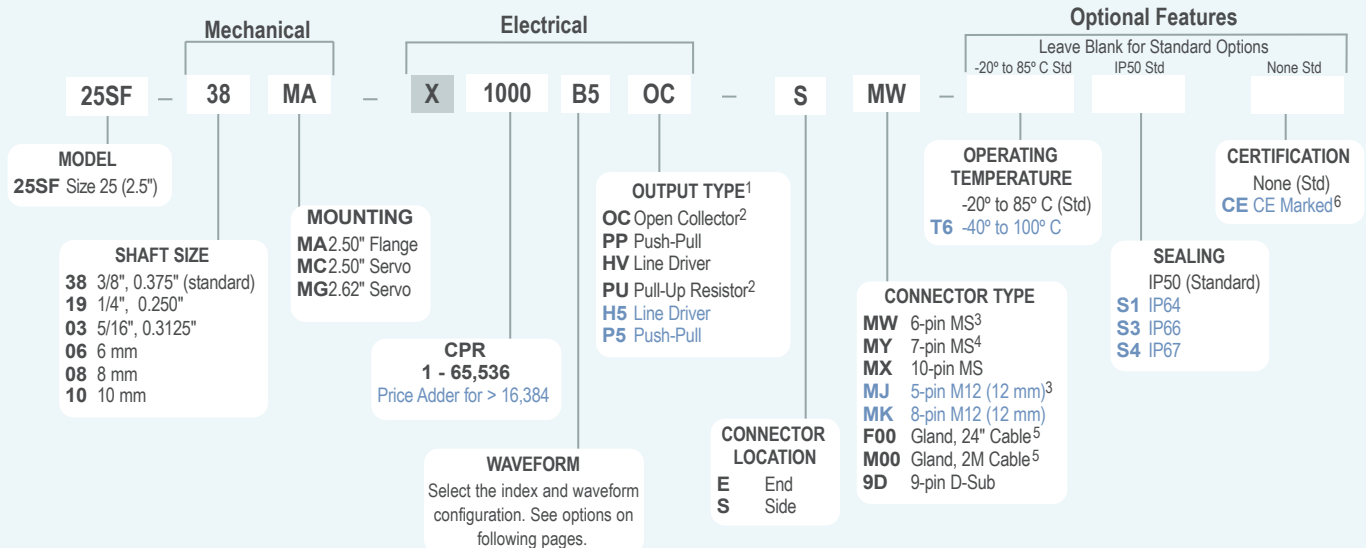 Mechanical
Electrical
Optional Features
Leave Blank for Standard Options
-20º to 85º C Std IP50 Std None Std
25SF – 38 MA – X 1000 B5 OC – S MW –
MODEL
25SF Size 25 (2.5")
SHAFT SIZE
38 3/8", 0.375" (standard)
19 1/4", 0.250"
03 5/16", 0.3125"
06 6 mm
08 8 mm
10 10 mm
MOUNTING
MA 2.50" Flange
MC 2.50" Servo
MG 2.62" Servo
CPR
1 - 65,536
Price Adder for > 16,384
WAVEFORM
Select the index and waveform
configuration. See options on
following pages.
OUTPUT TYPE1
OC Open Collector2
PP Push-Pull
HV Line Driver
PU Pull-Up Resistor2
H5 Line Driver
P5 Push-Pull
CONNECTOR
LOCATION
E End
S Side
CONNECTOR TYPE
MW 6-pin MS3
MY 7-pin MS4
MX 10-pin MS
MJ 5-pin M12 (12 mm)3
MK 8-pin M12 (12 mm)
F00 Gland, 24" Cable5
M00 Gland, 2M Cable5
9D 9-pin D-Sub
OPERATING
TEMPERATURE
-20º to 85º C (Std)
T6 -40º to 100º C
SEALING
IP50 (Standard)
S1 IP64
S3 IP66
S4 IP67
CERTIFICATION
None (Std)
CE CE Marked6